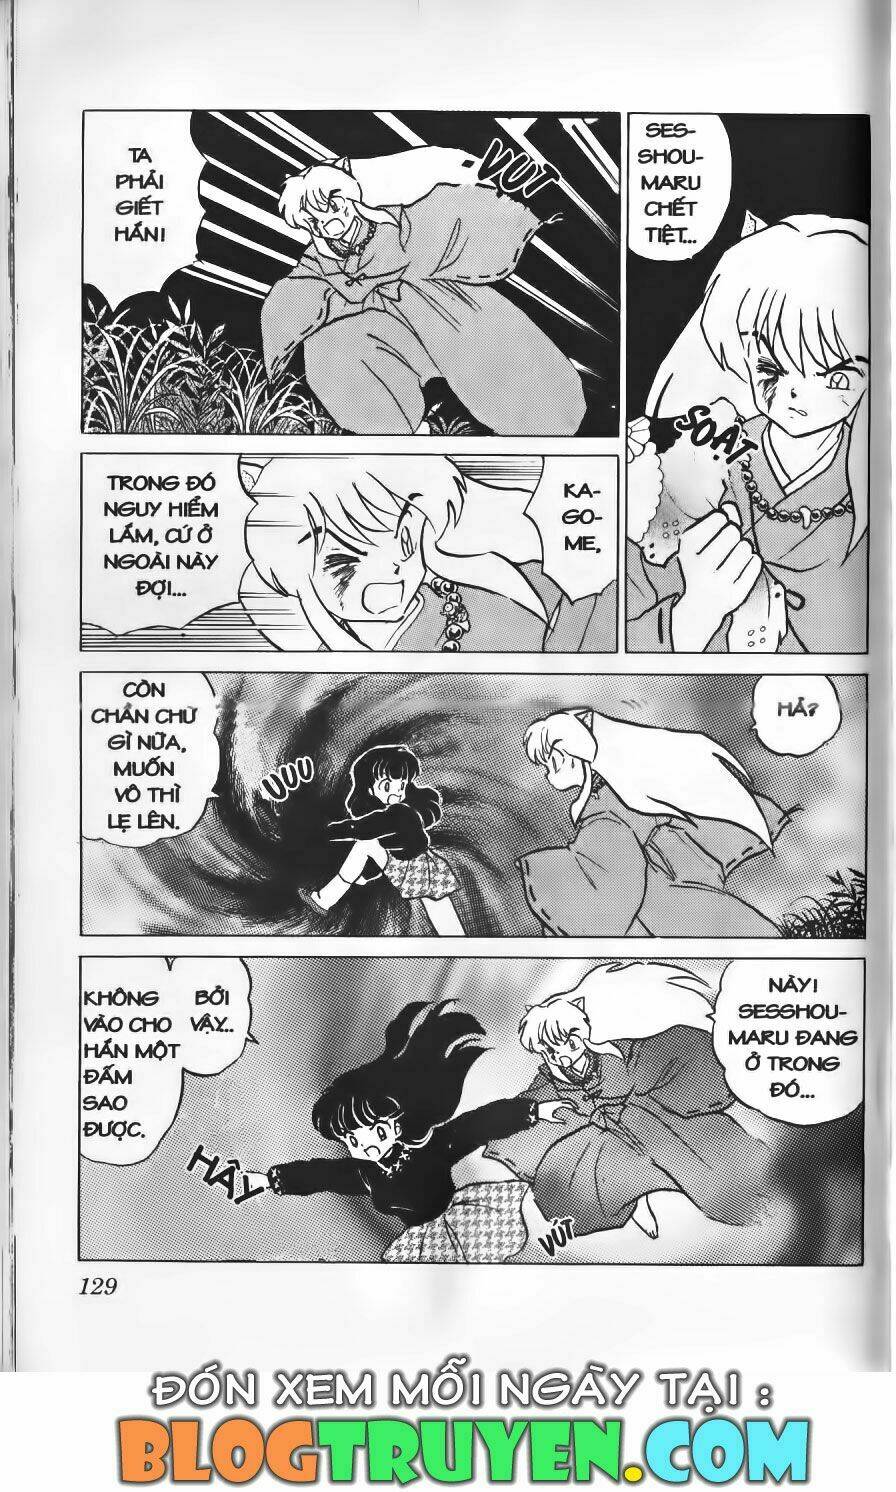 SES-
SHOU-
MARU
CHẾT
TIỆT...
SOẠT
TA
PHẢI
GIẾT
HẮN!
VÚT
KA-
GO-
ME,
TRONG ĐÓ
NGUY HIỂM
LẮM, CỨ Ở
NGOÀI NÀY
ĐỢI...
HẢ?
CÒN
CHẦN CHỪ
GÌ NỮA,
MUỐN
VÔ THÌ
LẸ LÊN.
UUU
NÀY!
SESSHOU-
MARU ĐANG
Ở TRONG
ĐÓ...
BỞI
VẬY...
KHÔNG
VÀO CHO
HẮN MỘT
ĐẤM
SAO
ĐƯỢC.
HÂY
VÚT
129
ĐÓN XEM MỖI NGÀY TẠI :
BLOGTRUYEN.COM